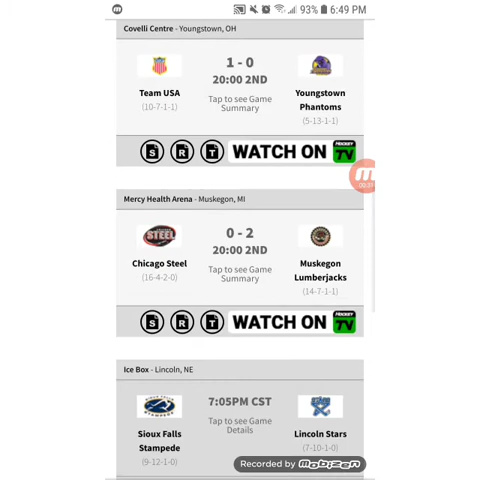 93% 6:49 PM
Covelli Centre - Youngstown, OH
1 - 0
20:00 2ND
Tap to see Game
Summary
Team USA
(10-7-1-1)
Youngstown
Phantoms
(5-13-1-1)
S R T WATCH ON HOCKEY TV
00:31
Mercy Health Arena - Muskegon, MI
0 - 2
20:00 2ND
Tap to see Game
Summary
STEEL
Chicago Steel
(16-4-2-0)
Muskegon
Lumberjacks
(14-7-1-1)
S R T WATCH ON HOCKEY TV
Ice Box - Lincoln, NE
7:05PM CST
Tap to see Game
Details
Sioux Falls
Stampede
(9-12-1-0)
STARS
Lincoln Stars
(7-10-1-0)
Recorded by MOBIZEN